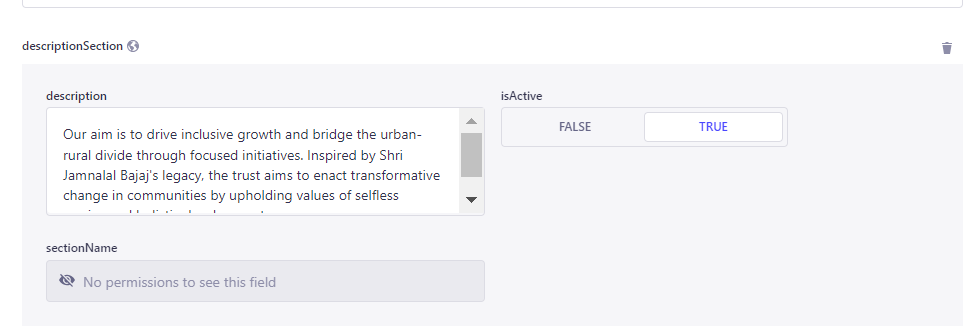 descriptionSection
description
Our aim is to drive inclusive growth and bridge the urban-
rural divide through focused initiatives. Inspired by Shri
Jamnalal Bajaj's legacy, the trust aims to enact transformative
change in communities by upholding values of selfless
isActive
FALSE
TRUE
sectionName
No permissions to see this field